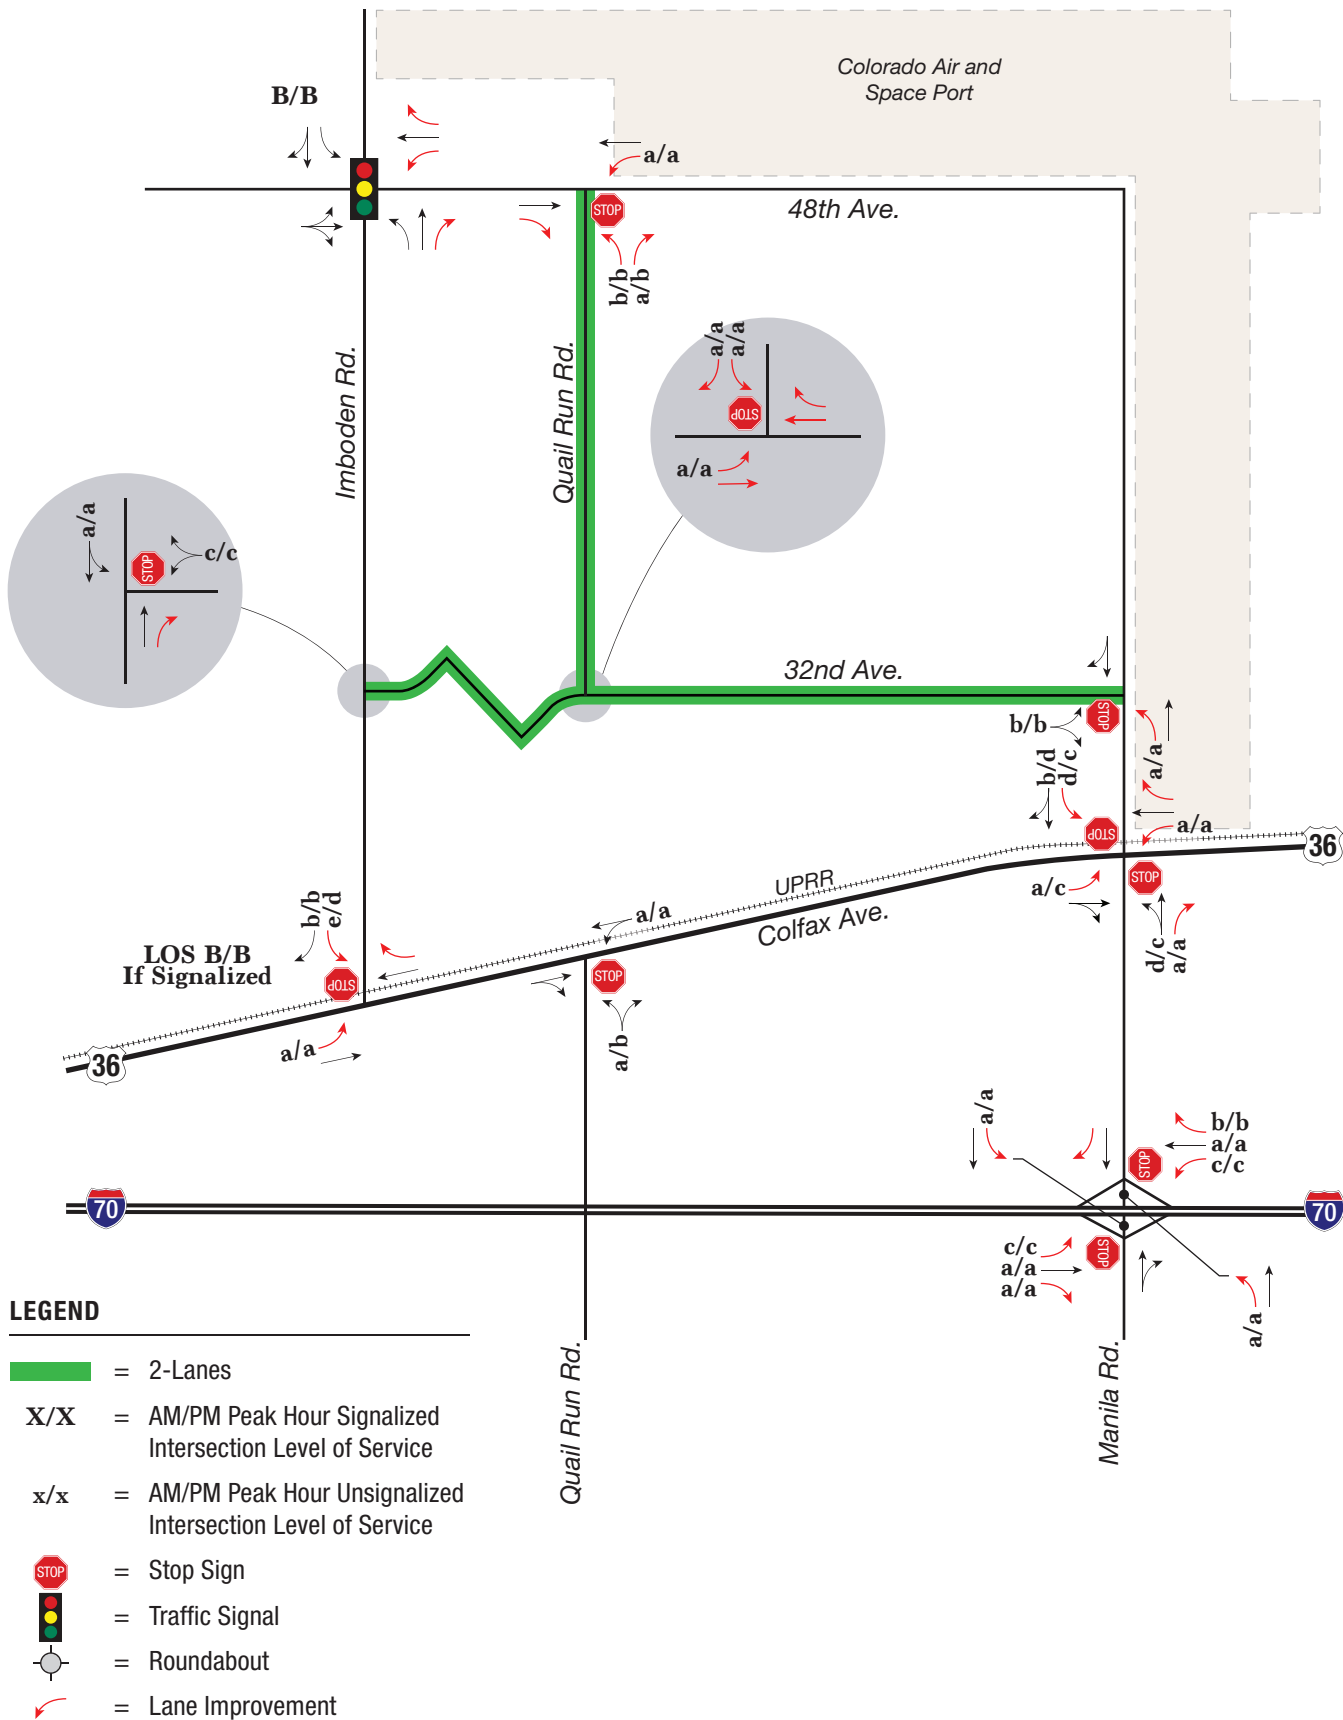 Colorado Air and
Space Port
B/B
a/a
STOP
48th Ave.
b/b
a/b
Imboden Rd.
Quail Run Rd.
a/a
a/a
STOP
a/a
a/a
STOP
c/c
32nd Ave.
STOP
b/b
a/a
b/d
d/c
STOP
a/a
36
UPRR
Colfax Ave.
a/c
STOP
d/c
a/a
b/b
e/d
a/a
LOS B/B
If Signalized
STOP
STOP
a/a
a/b
36
a/a
b/b
a/a
c/c
STOP
70
70
c/c
a/a
a/a
STOP
a/a
Quail Run Rd.
Manila Rd.
LEGEND
= 2-Lanes
X/X = AM/PM Peak Hour Signalized
Intersection Level of Service
x/x = AM/PM Peak Hour Unsignalized
Intersection Level of Service
STOP = Stop Sign
= Traffic Signal
= Roundabout
= Lane Improvement